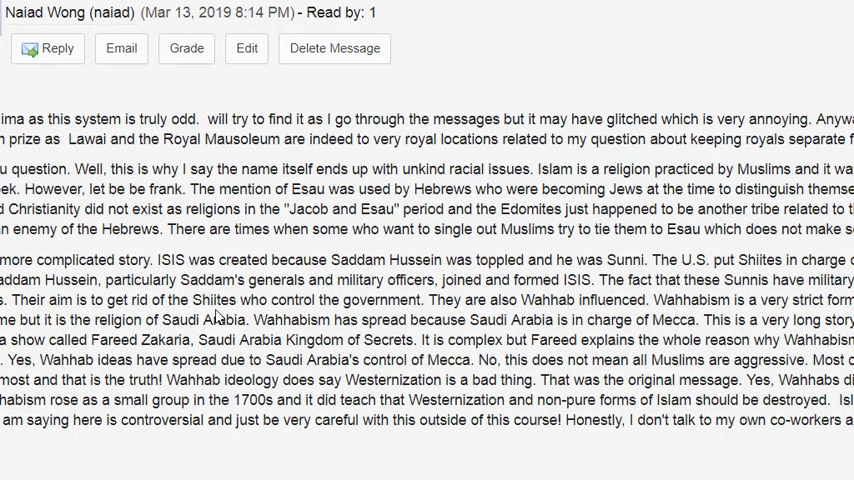 Naiad Wong (naiad) (Mar 13, 2019 8:14 PM) - Read by: 1
Reply Email Grade Edit Delete Message
ima as this system is truly odd.  will try to find it as I go through the messages but it may have glitched which is very annoying. Anyw
prize as  Lawai and the Royal Mausoleum are indeed to very royal locations related to my question about keeping royals separate f
u question. Well, this is why I say the name itself ends up with unkind racial issues. Islam is a religion practiced by Muslims and it wa
ek. However, let be be frank. The mention of Esau was used by Hebrews who were becoming Jews at the time to distinguish themse
d Christianity did not exist as religions in the "Jacob and Esau" period and the Edomites just happened to be another tribe related to t
an enemy of the Hebrews. There are times when some who want to single out Muslims try to tie them to Esau which does not make s
more complicated story. ISIS was created because Saddam Hussein was toppled and he was Sunni. The U.S. put Shiites in charge
addam Hussein, particularly Saddam's generals and military officers, joined and formed ISIS. The fact that these Sunnis have military
s. Their aim is to get rid of the Shiites who control the government. They are also Wahhab influenced. Wahhabism is a very strict form
me but it is the religion of Saudi Arabia. Wahhabism has spread because Saudi Arabia is in charge of Mecca. This is a very long story
a show called Fareed Zakaria, Saudi Arabia Kingdom of Secrets. It is complex but Fareed explains the whole reason why Wahhabism
. Yes, Wahhab ideas have spread due to Saudi Arabia's control of Mecca. No, this does not mean all Muslims are aggressive. Most
most and that is the truth! Wahhab ideology does say Westernization is a bad thing. That was the original message. Yes, Wahhabs di
habism rose as a small group in the 1700s and it did teach that Westernization and non-pure forms of Islam should be destroyed.  Isl
am saying here is controversial and just be very careful with this outside of this course! Honestly, I don't talk to my own co-workers a